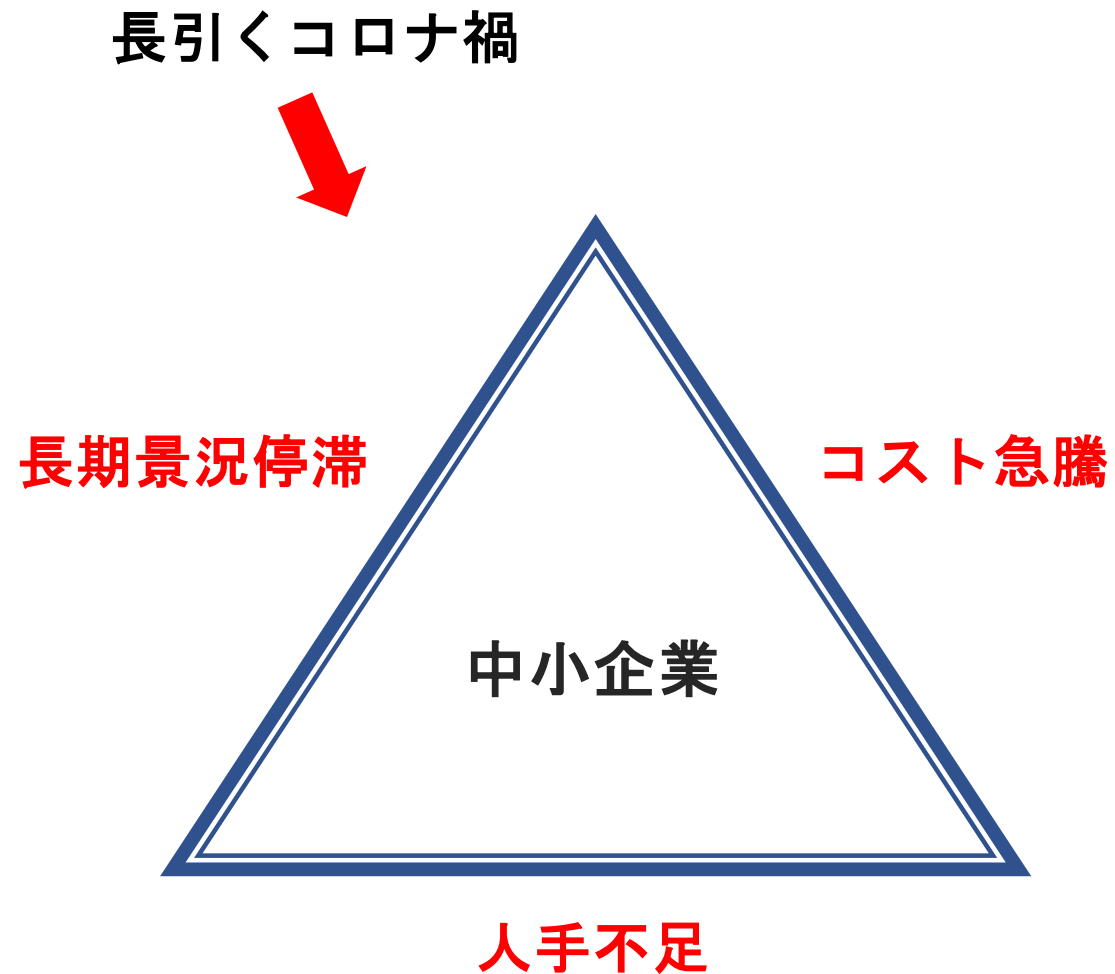 長引くコロナ禍
長期景況停滞
コスト急騰
中小企業
人手不足